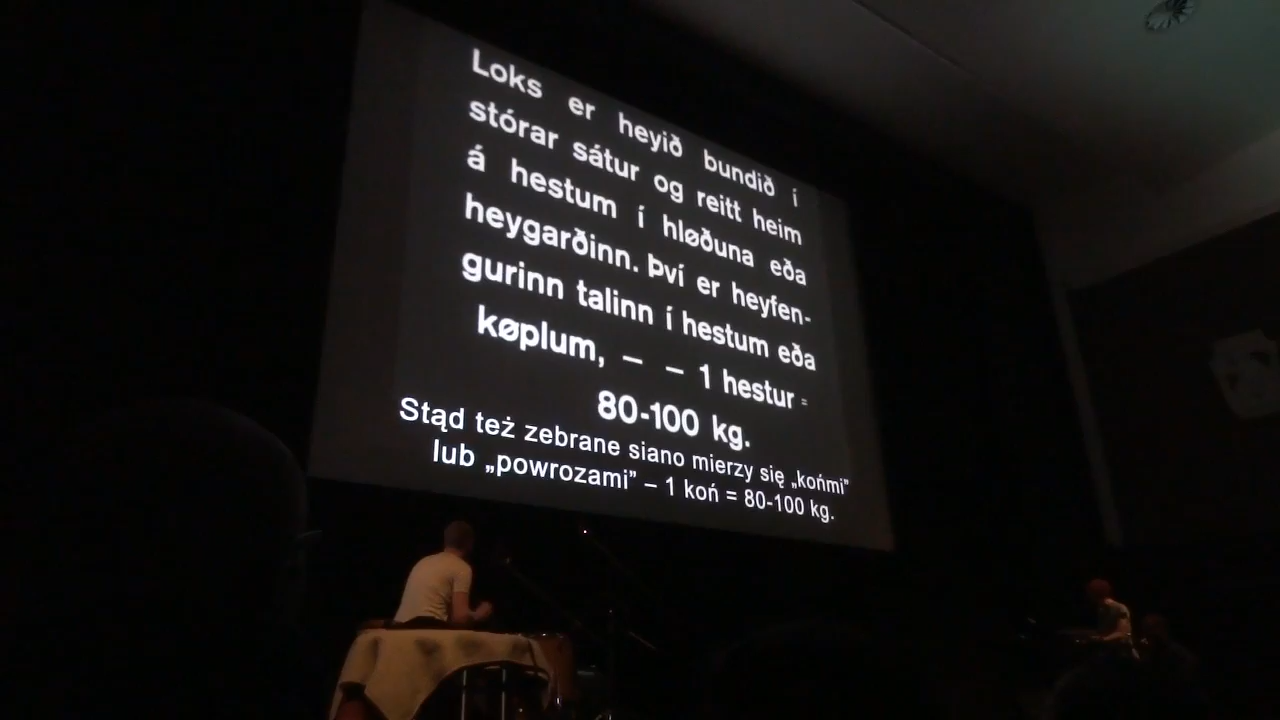 Loks er heyið bundið í
stórar sátur og reitt heim
á hestum í hløðuna eða
heygarðinn. Því er heyfen-
gurinn talinn í hestum eða
køplum, – – 1 hestur =
80-100 kg.
Stąd też zebrane siano mierzy się „końmi”
lub „powrozami” – 1 koń = 80-100 kg.